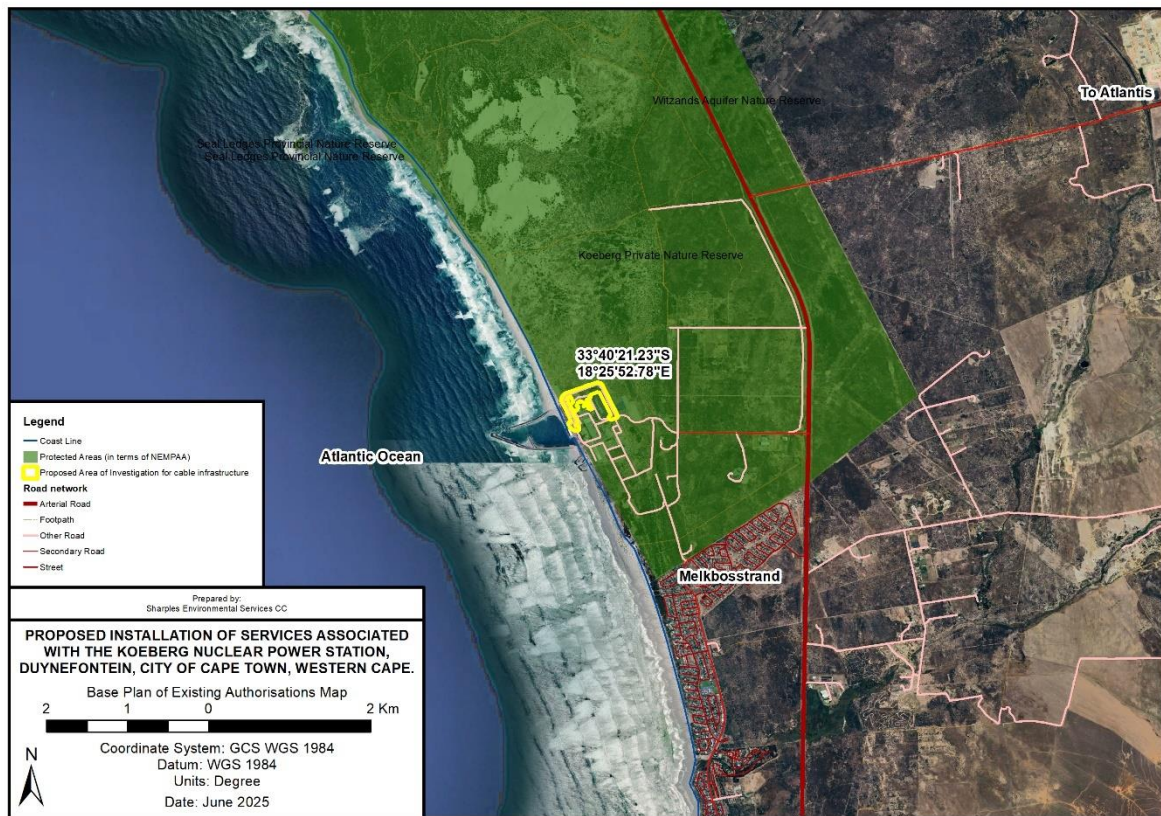 To Atlantis
Witzands Aquifer Nature Reserve
Seal Ledges Provincial Nature Reserve
Seal Ledges Provincial Nature Reserve
Koeberg Private Nature Reserve
33°40'21.23"S
18°25'52.78"E
Atlantic Ocean
Melkbosstrand
Legend
Coast Line
Protected Areas (in terms of NEMPAA)
Proposed Area of Investigation for cable infrastructure
Road network
Arterial Road
Footpath
Other Road
Secondary Road
Street
Prepared by:
Sharples Environmental Services CC
PROPOSED INSTALLATION OF SERVICES ASSOCIATED
WITH THE KOEBERG NUCLEAR POWER STATION,
DUYNEFONTEIN, CITY OF CAPE TOWN, WESTERN CAPE.
Base Plan of Existing Authorisations Map
2 1 0 2 Km
N
Coordinate System: GCS WGS 1984
Datum: WGS 1984
Units: Degree
Date: June 2025